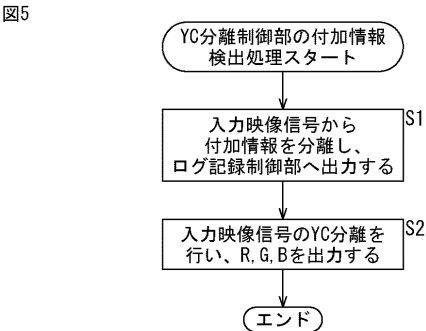 図5
YC分離制御部の付加情報
検出処理スタート
入力映像信号から
付加情報を分離し、
ログ記録制御部へ出力する
S1
入力映像信号のYC分離を
行い、R,G,Bを出力する
S2
エンド